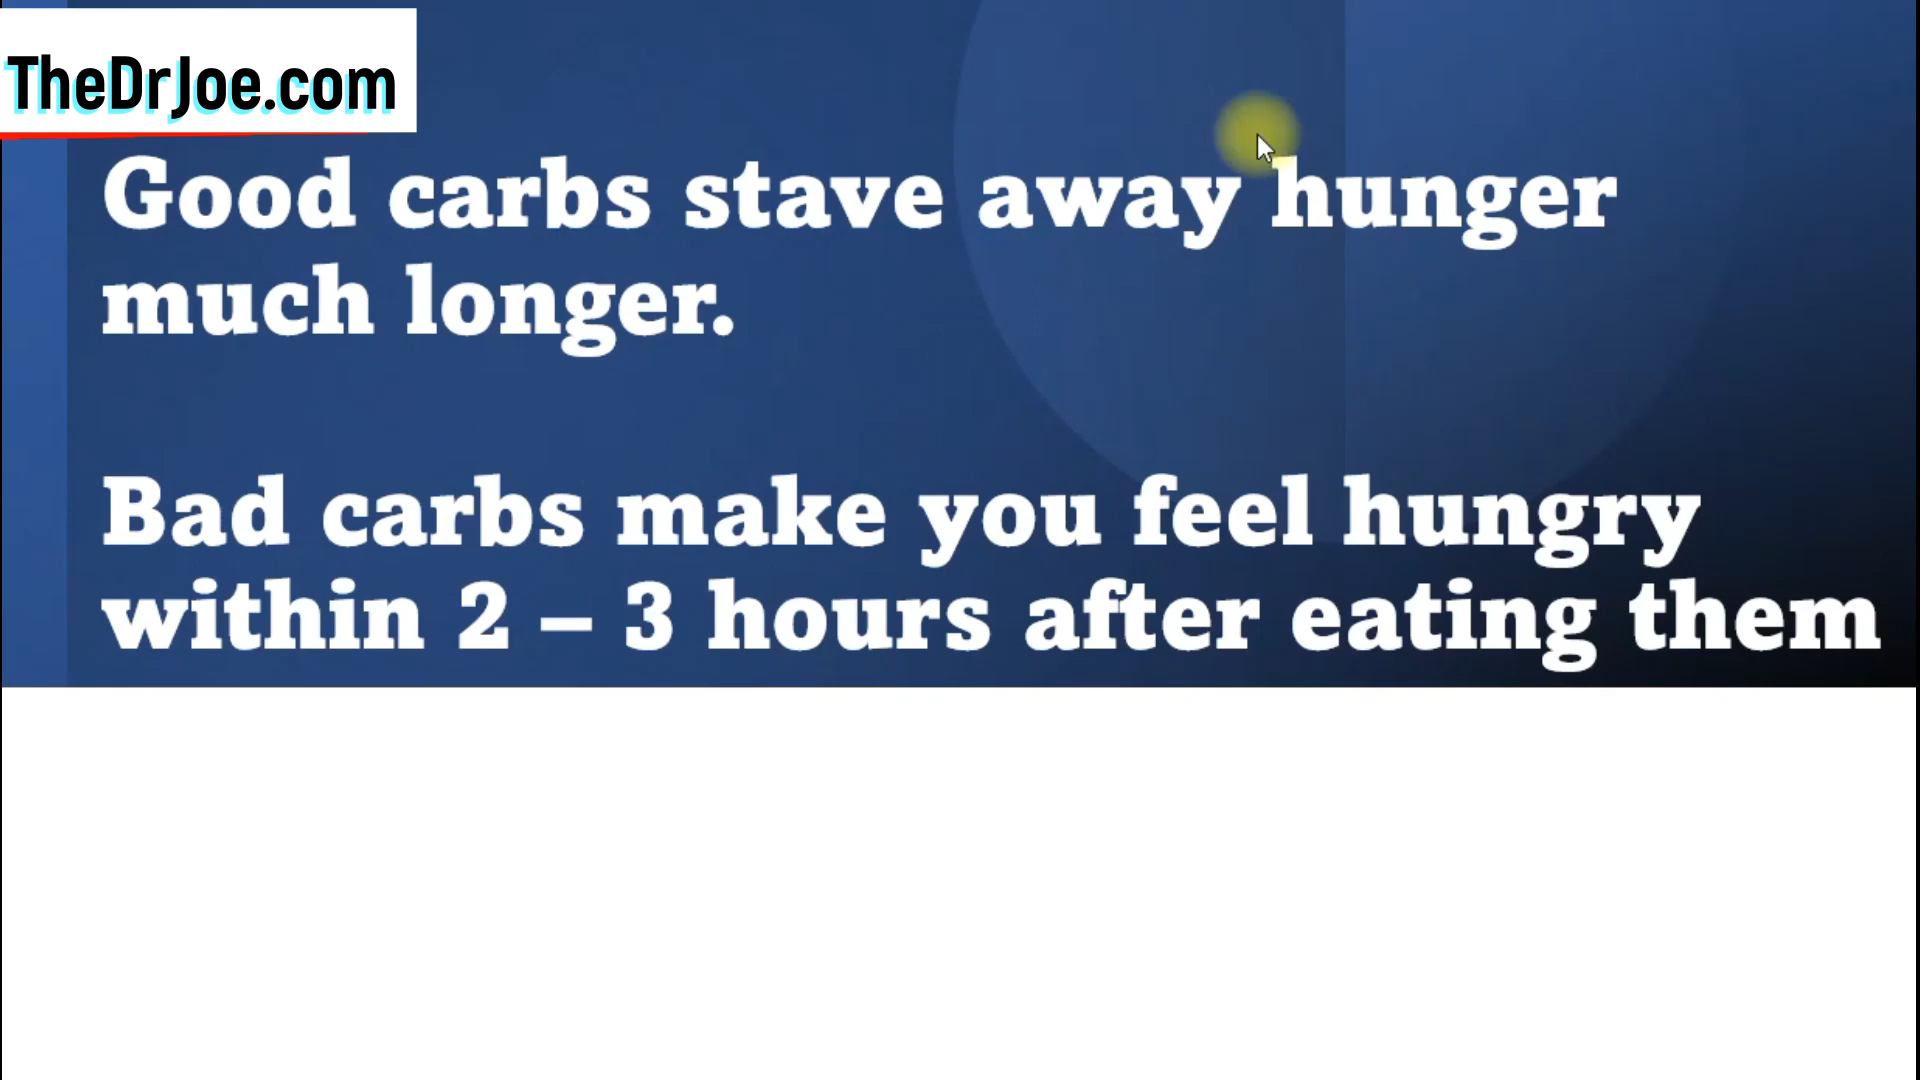 TheDrJoe.com
Good carbs stave away hunger
much longer.
Bad carbs make you feel hungry
within 2 – 3 hours after eating them